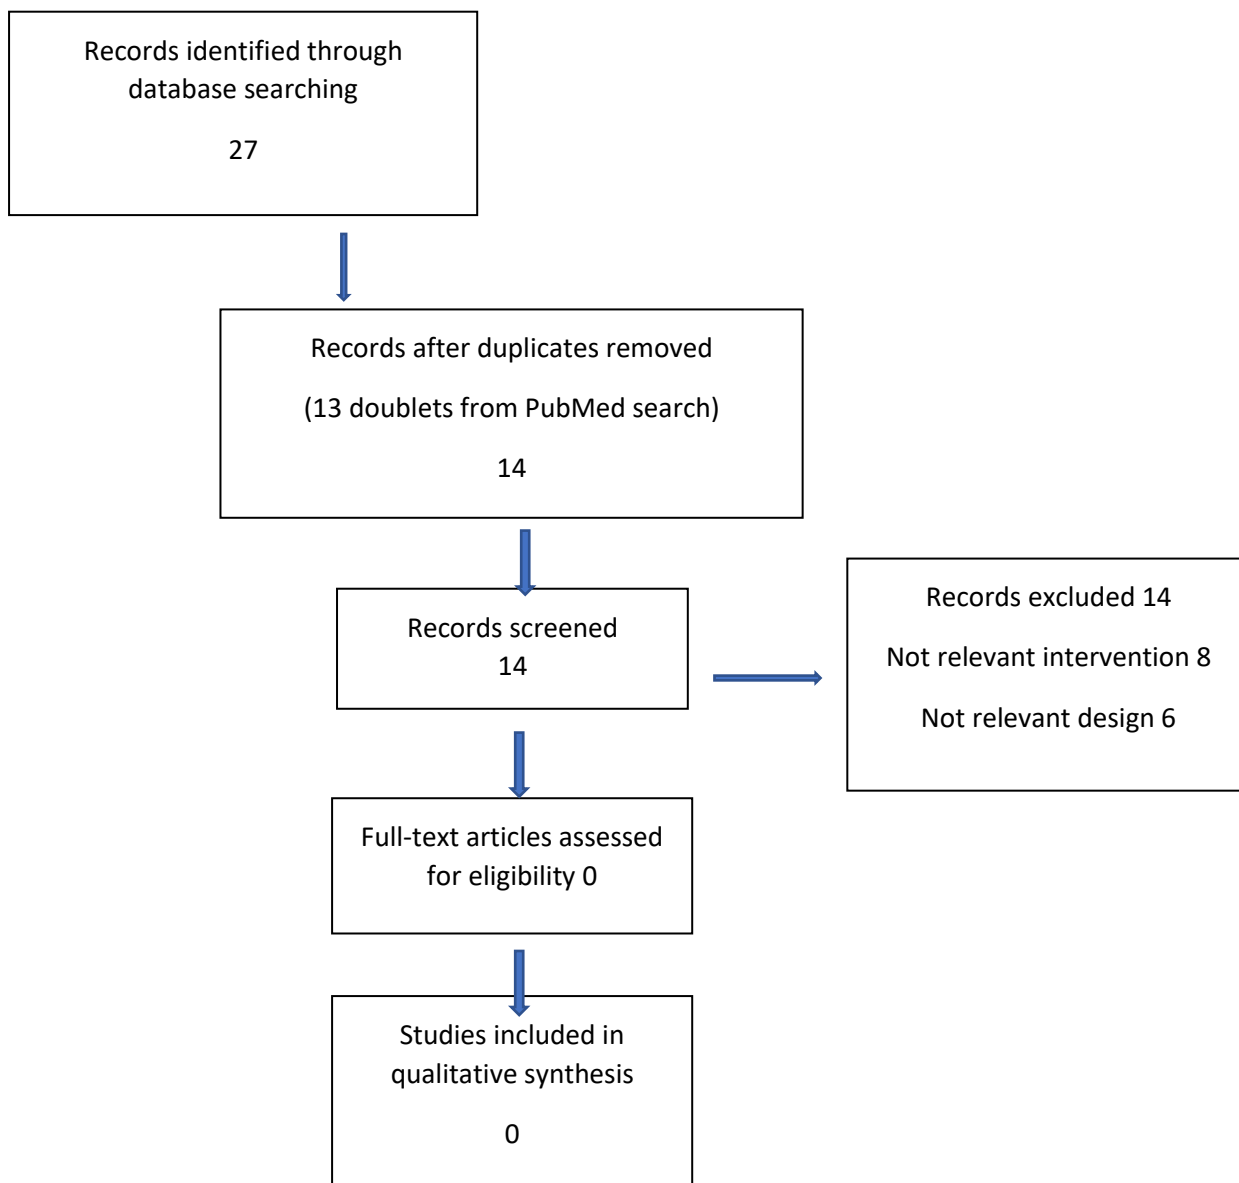 Records identified through
database searching
27
Records after duplicates removed
(13 doublets from PubMed search)
14
Records screened
14
Records excluded 14
Not relevant intervention 8
Not relevant design 6
Full-text articles assessed
for eligibility 0
Studies included in
qualitative synthesis
0